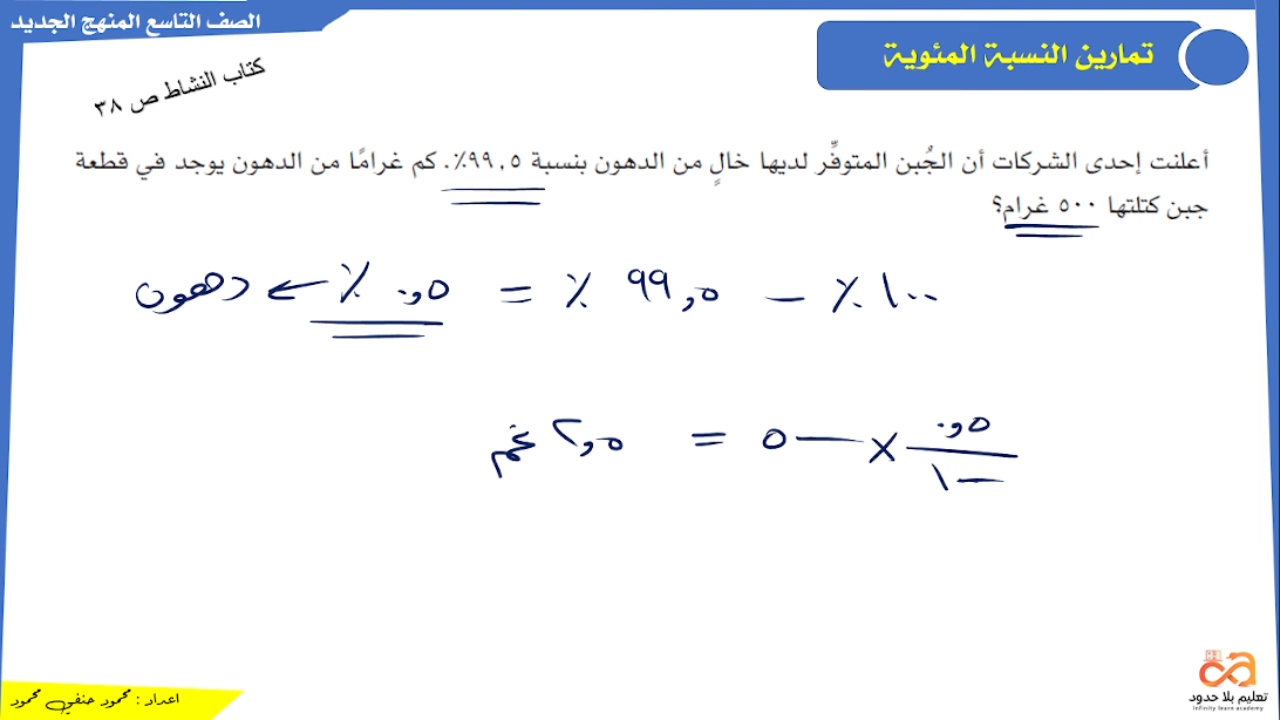 الصف التاسع المنهج الجديد
تمارين النسبة المئوية
كتاب النشاط ص ٣٨
أعلنت إحدى الشركات أن الجُبن المتوفِّر لديها خالٍ من الدهون بنسبة ٩٩,٥٪. كم غرامًا من الدهون يوجد في قطعة
جبن كتلتها ٥٠٠ غرام؟
١٠٠٪ − ٩٩,٥٪ = ٠,٥٪ ← دهون
٠,٥/١٠٠ × ٥٠٠ = ٢,٥ غم
اعداد : محمود حنفي محمود
تعليم بلا حدود
Infinity learn academy